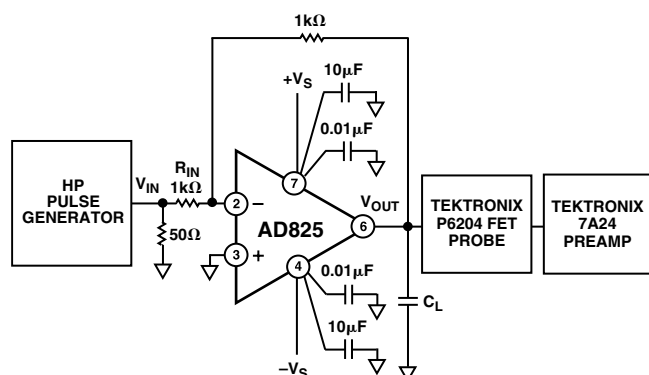 1kΩ
10µF
+VS
0.01µF
HP
PULSE
GENERATOR
VIN
RIN
1kΩ
50Ω
2
−
3
+
AD825
7
4
6
VOUT
TEKTRONIX
P6204 FET
PROBE
TEKTRONIX
7A24
PREAMP
0.01µF
10µF
−VS
CL